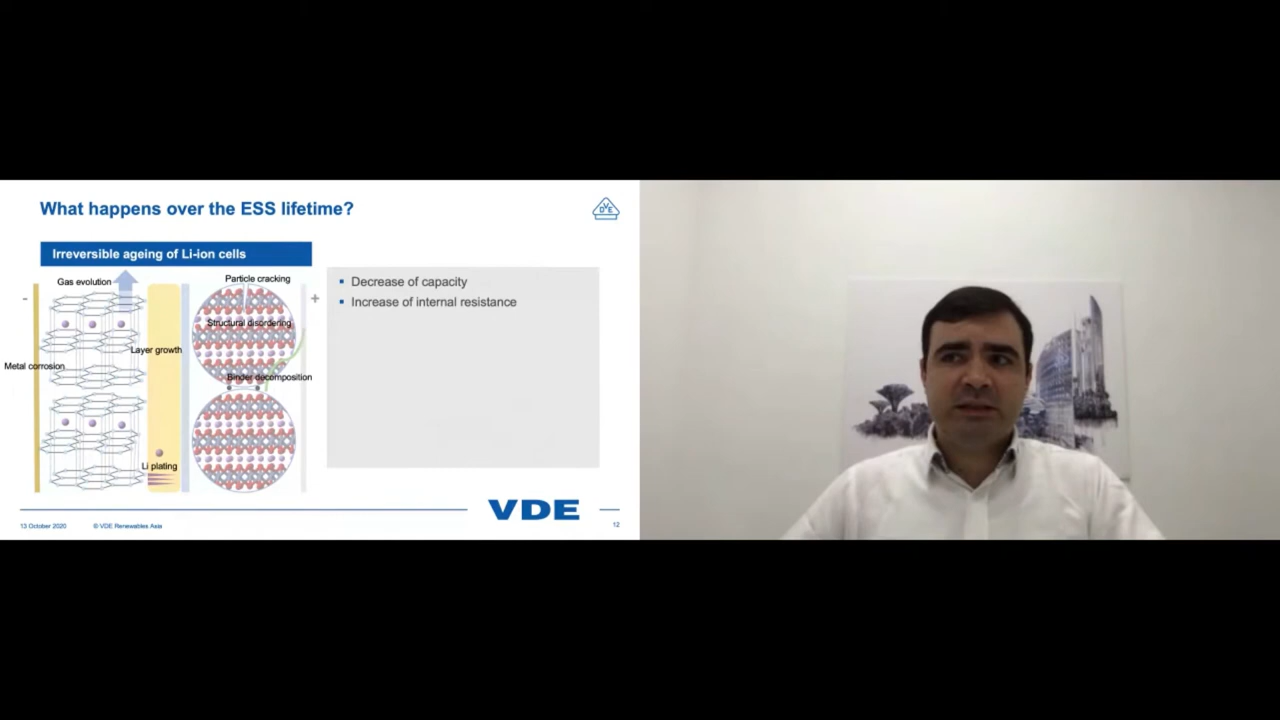 What happens over the ESS lifetime?
VDE
Irreversible ageing of Li-ion cells
Gas evolution
Particle cracking
-
+
Structural disordering
Layer growth
Metal corrosion
Binder decomposition
Li plating
▪ Decrease of capacity
▪ Increase of internal resistance
VDE
13 October 2020
© VDE Renewables Asia
12